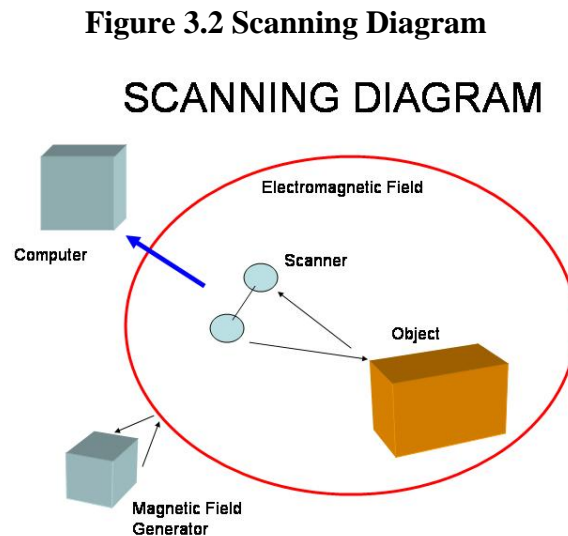 Figure 3.2 Scanning Diagram
SCANNING DIAGRAM
Electromagnetic Field
Computer
Scanner
Object
Magnetic Field
Generator